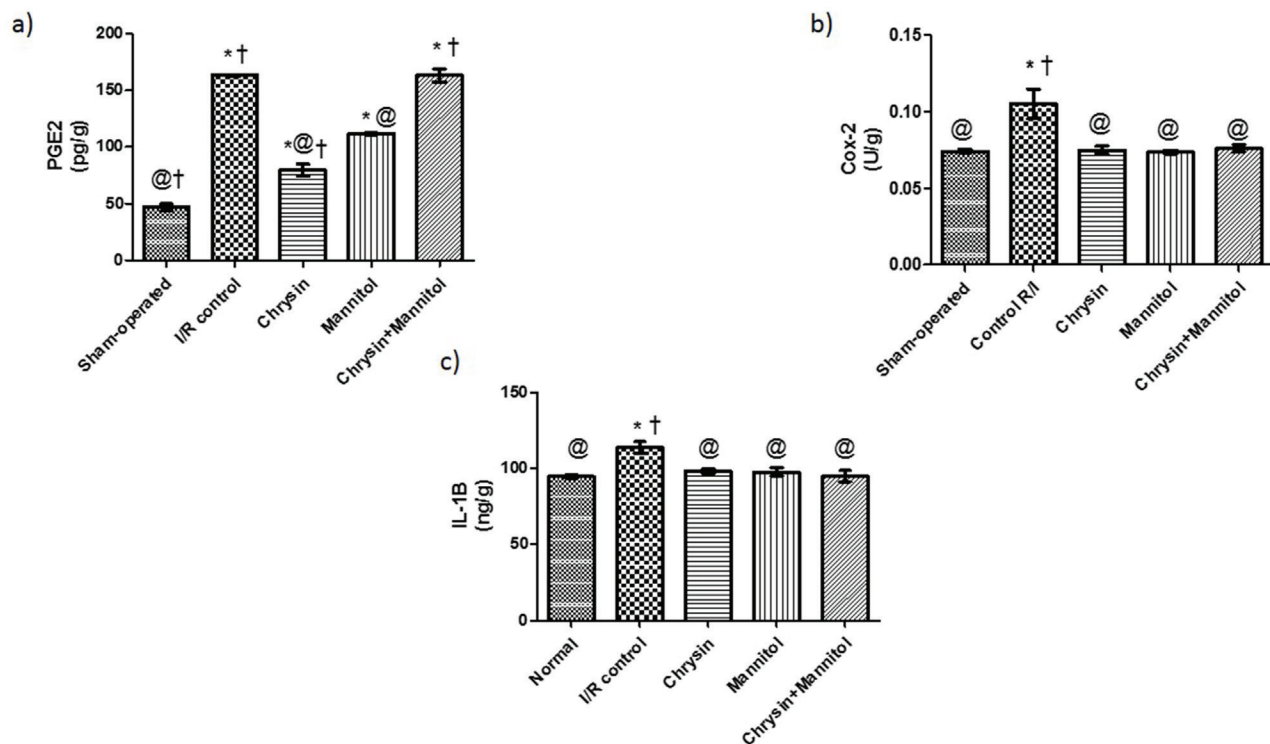 a)
PGE2
(pg/g)
200
150
100
50
0
@†
*†
*@†
*@
*†
Sham-operated
I/R control
Chrysin
Mannitol
Chrysin+Mannitol
b)
Cox-2
(U/g)
0.15
0.10
0.05
0.00
@
*†
@
@
@
Sham-operated
Control R/I
Chrysin
Mannitol
Chrysin+Mannitol
c)
IL-1B
(ng/g)
150
100
50
0
@
*†
@
@
@
Normal
I/R control
Chrysin
Mannitol
Chrysin+Mannitol